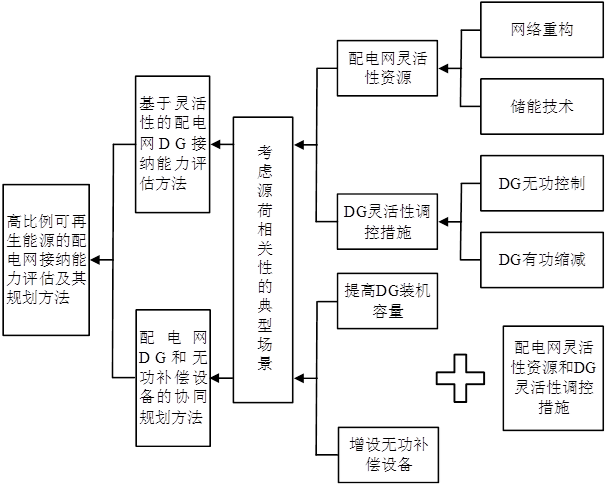 高比例可再
生能源的配
电网接纳能
力评估及其
规划方法
基于灵活
性的配电
网DG接
纳能力评
估方法
配电网
DG和无
功补偿设
备的协同
规划方法
考虑源荷相关性的典型场景
配电网灵活
性资源
DG灵活性调
控措施
提高DG装机
容量
增设无功补
偿设备
网络重构
储能技术
DG无功控制
DG有功缩减
配电网灵活
性资源和DG
灵活性调控
措施